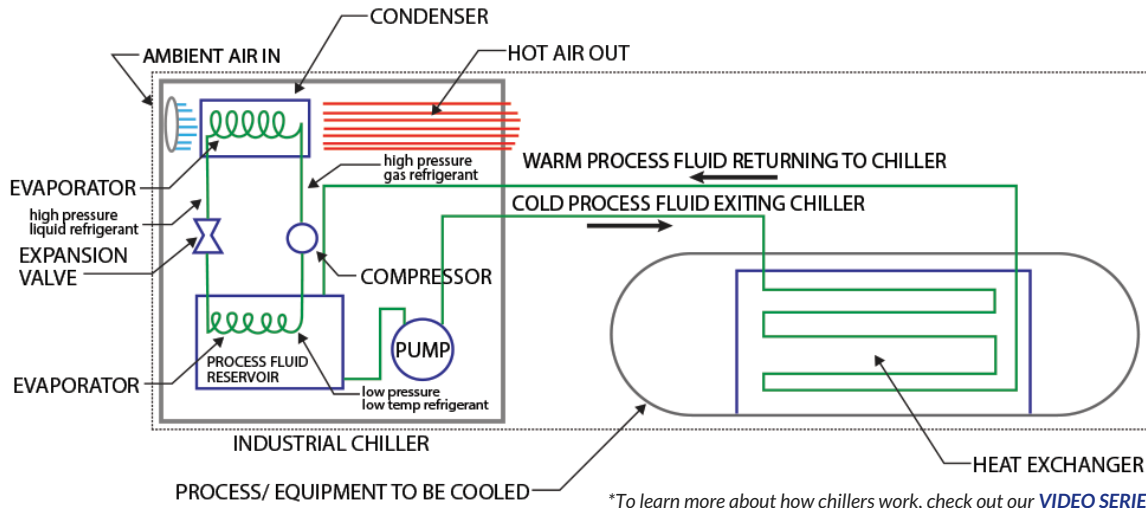 CONDENSER
AMBIENT AIR IN
HOT AIR OUT
high pressure
gas refrigerant
WARM PROCESS FLUID RETURNING TO CHILLER
EVAPORATOR
COLD PROCESS FLUID EXITING CHILLER
high pressure
liquid refrigerant
EXPANSION
VALVE
COMPRESSOR
PUMP
PROCESS FLUID
RESERVOIR
EVAPORATOR
low pressure
low temp refrigerant
INDUSTRIAL CHILLER
HEAT EXCHANGER
PROCESS/ EQUIPMENT TO BE COOLED
*To learn more about how chillers work, check out our VIDEO SERIE